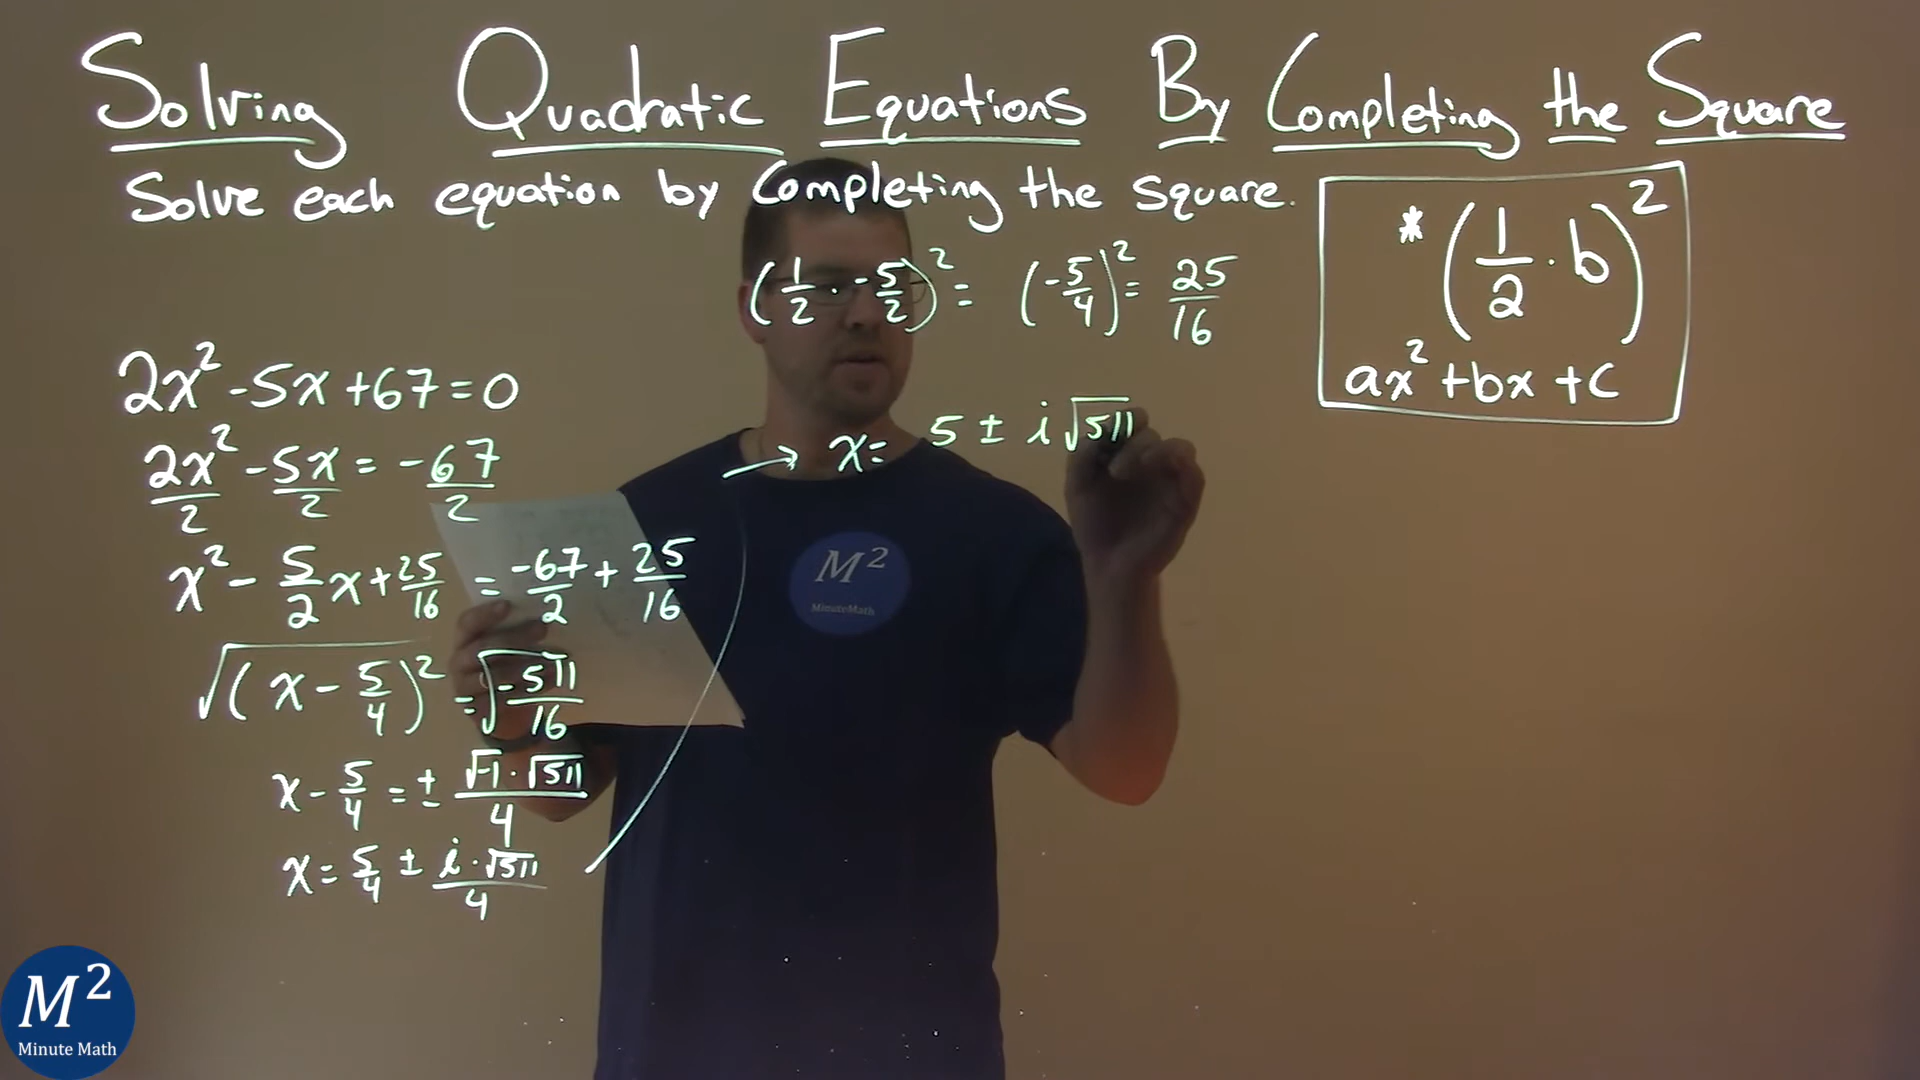 Solving Quadratic Equations By Completing the Square
Solve each equation by Completing the square.
(1/2 · -5/2)² = (-5/4)² = 25/16
* (1/2 · b)²
ax² + bx + c
2x² - 5x + 67 = 0
2x²/2 - 5x/2 = -67/2
x² - 5/2 x + 25/16 = -67/2 + 25/16
√(x - 5/4)² = √-511/16
x - 5/4 = ± √-1 · √511/4
x = 5/4 ± i · √511/4
→ x = 5 ± i √511
M²
MinuteMath
M²
Minute Math